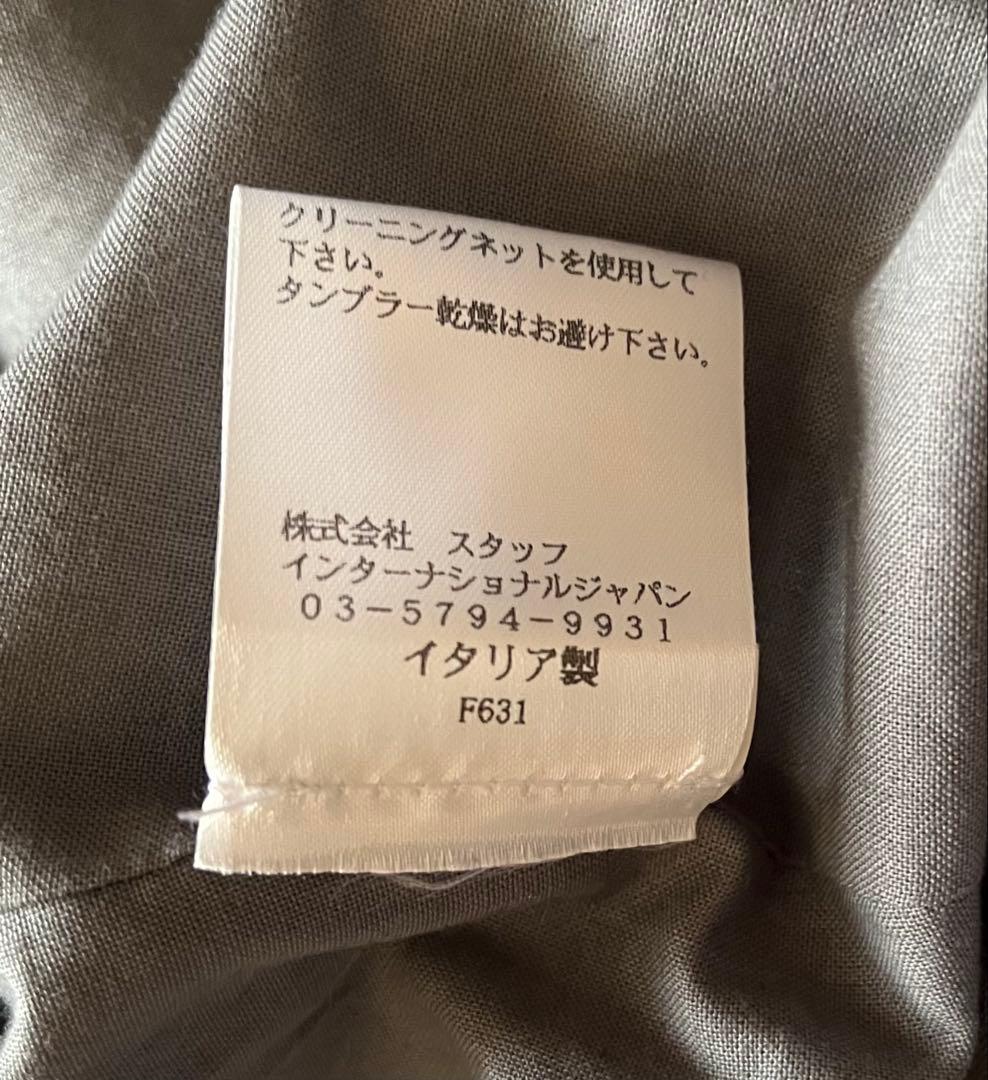 クリーニングネットを使用して
下さい。
タンブラー乾燥はお避け下さい。
株式会社　スタッフ
インターナショナルジャパン
０３－５７９４－９９３１
イタリア製
F631